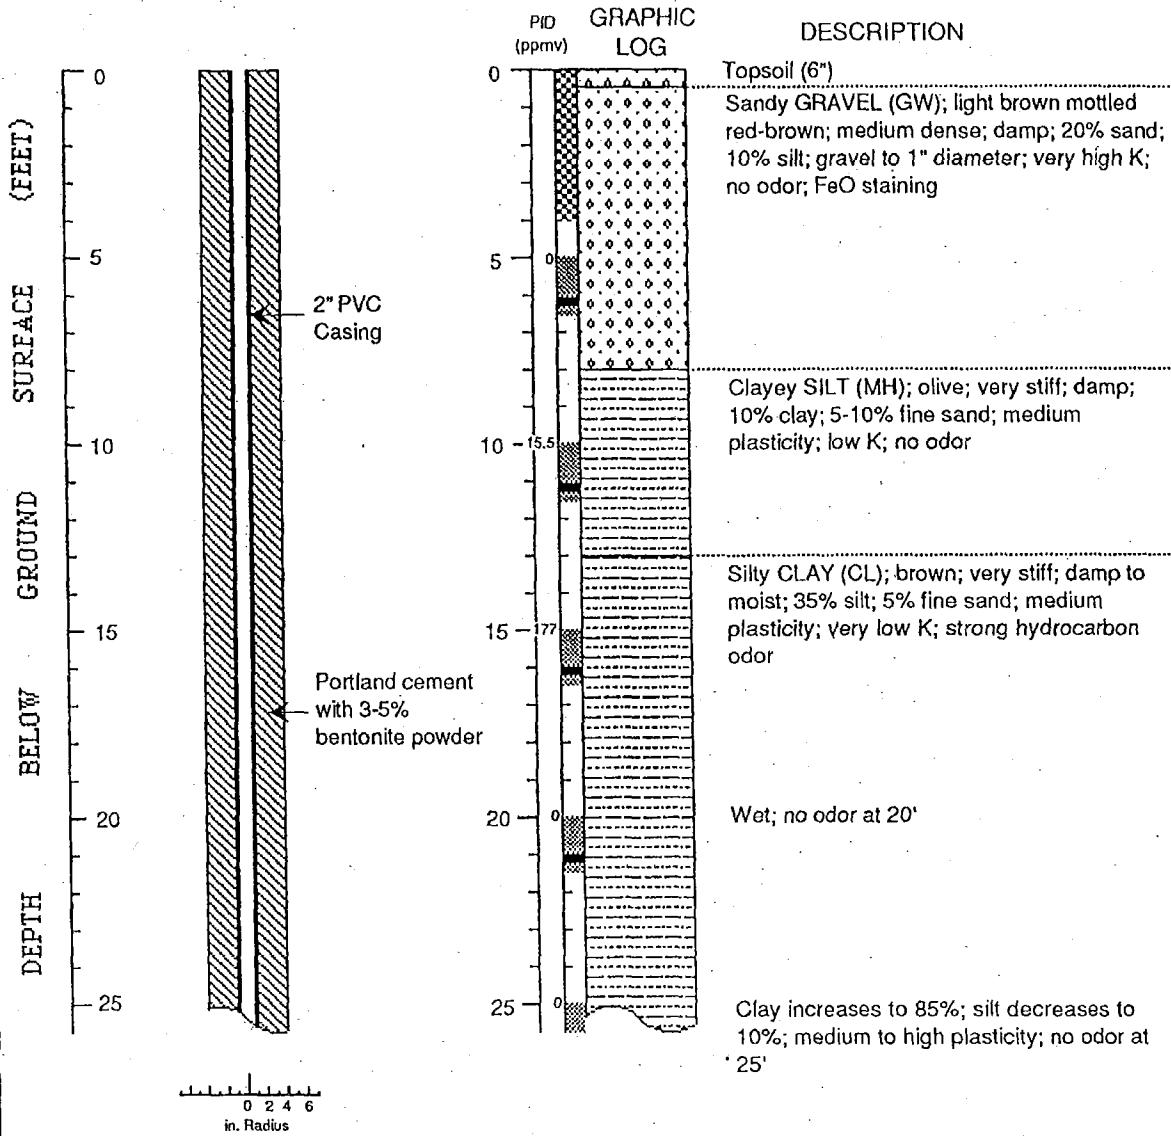 PID
(ppmv)
GRAPHIC
LOG
DESCRIPTION
DEPTH BELOW GROUND SURFACE (FEET)
0
5
10
15
20
25
2" PVC
Casing
Portland cement
with 3-5%
bentonite powder
0 2 4 6
in. Radius
0
5
10
15
20
25
0
15.5
177
0
0
Topsoil (6")
Sandy GRAVEL (GW); light brown mottled
red-brown; medium dense; damp; 20% sand;
10% silt; gravel to 1" diameter; very high K;
no odor; FeO staining
Clayey SILT (MH); olive; very stiff; damp;
10% clay; 5-10% fine sand; medium
plasticity; low K; no odor
Silty CLAY (CL); brown; very stiff; damp to
moist; 35% silt; 5% fine sand; medium
plasticity; very low K; strong hydrocarbon
odor
Wet; no odor at 20'
Clay increases to 85%; silt decreases to
10%; medium to high plasticity; no odor at
25'